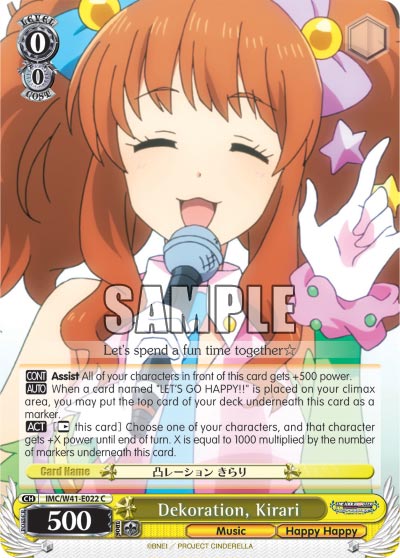 LEVEL
0
0
COST
SAMPLE
Let's spend a fun time together☆
CONT Assist All of your characters in front of this card gets +500 power.
AUTO When a card named "LET'S GO HAPPY!!" is placed on your climax
area, you may put the top card of your deck underneath this card as a
marker.
ACT [ this card] Choose one of your characters, and that character
gets +X power until end of turn. X is equal to 1000 multiplied by the number
of markers underneath this card.
Card Name
凸レーション きらり
CH IMC/W41-E022 C
500
Dekoration, Kirari
Music
Happy Happy
©BNEI / PROJECT CINDERELLA